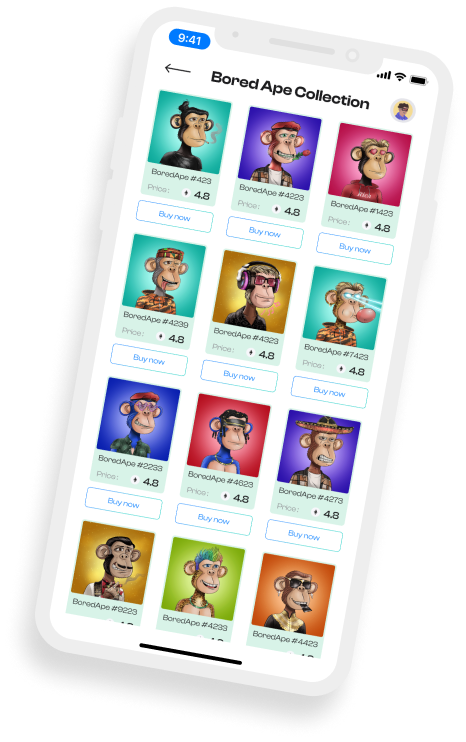 9:41
Bored Ape Collection
BoredApe #423
Price:
4.8
Buy now
BoredApe #4223
Price:
4.8
Buy now
BoredApe #1423
Price:
4.8
Buy now
BoredApe #4239
Price:
4.8
Buy now
BoredApe #4323
Price:
4.8
Buy now
BoredApe #7423
Price:
4.8
Buy now
BoredApe #2233
Price:
4.8
Buy now
BoredApe #4623
Price:
4.8
Buy now
BoredApe #4273
Price:
4.8
Buy now
BoredApe #9223
BoredApe #4233
BoredApe #4423